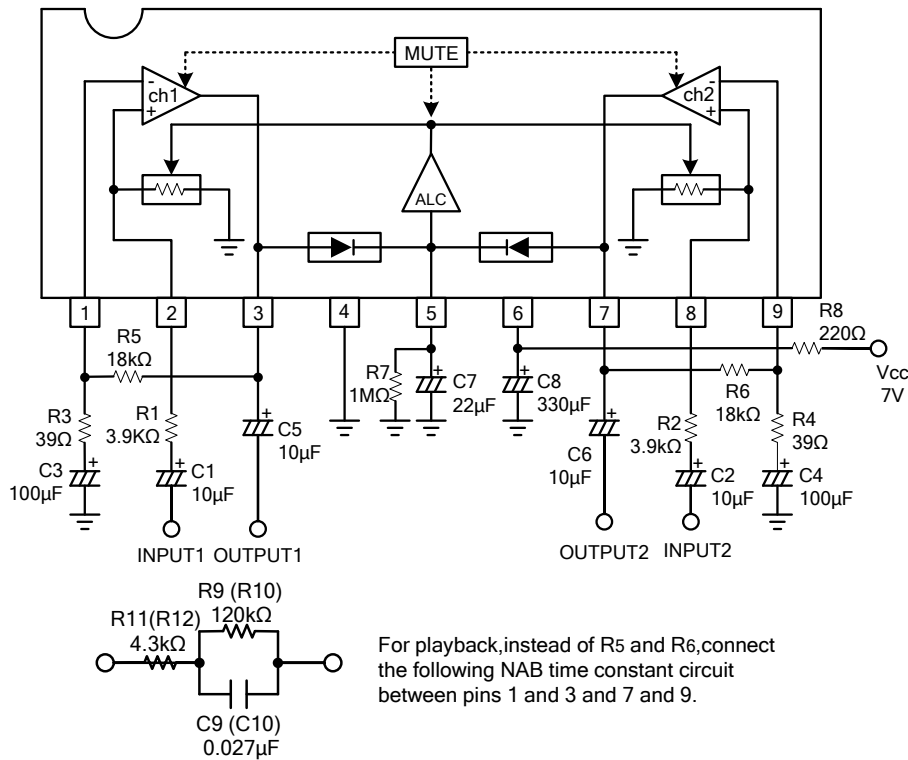 MUTE
-
ch1
+
-
ch2
+
ALC
1
2
3
4
5
6
7
8
9
R5
18kΩ
R8
220Ω
Vcc
7V
R3
39Ω
R1
3.9KΩ
C5
10µF
R7
1MΩ
+
C7
22µF
+
C8
330µF
R6
18kΩ
R2
3.9kΩ
R4
39Ω
+
C3
100µF
+
C1
10µF
+
+
C6
10µF
+
C2
10µF
+
C4
100µF
INPUT1
OUTPUT1
OUTPUT2
INPUT2
R9 (R10)
120kΩ
R11(R12)
4.3kΩ
C9 (C10)
0.027µF
For playback,instead of R5 and R6,connect
the following NAB time constant circuit
between pins 1 and 3 and 7 and 9.